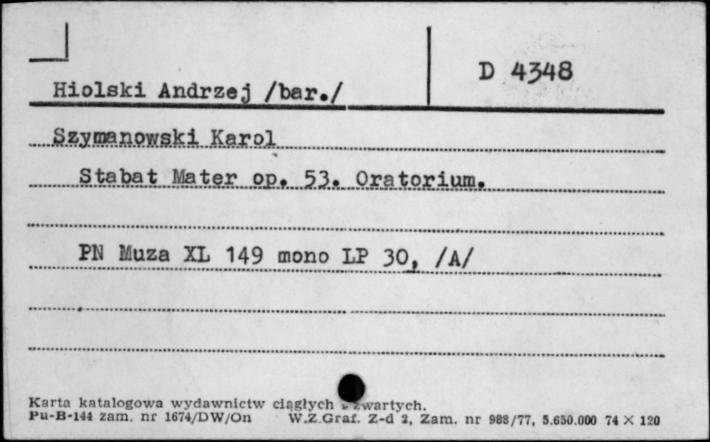 D 4348
Hiolski Andrzej /bar./
Szymanowski Karol
Stabat Mater op. 53. Oratorium.
PN Muza XL 149 mono LP 30, /A/
Karta katalogowa wydawnictw ciągłych zwartych.
Pu-B-144 zam. nr 1674/DW/On W.Z.Graf. Z-d 2, Zam. nr 988/77, 5.650.000 74 X 120